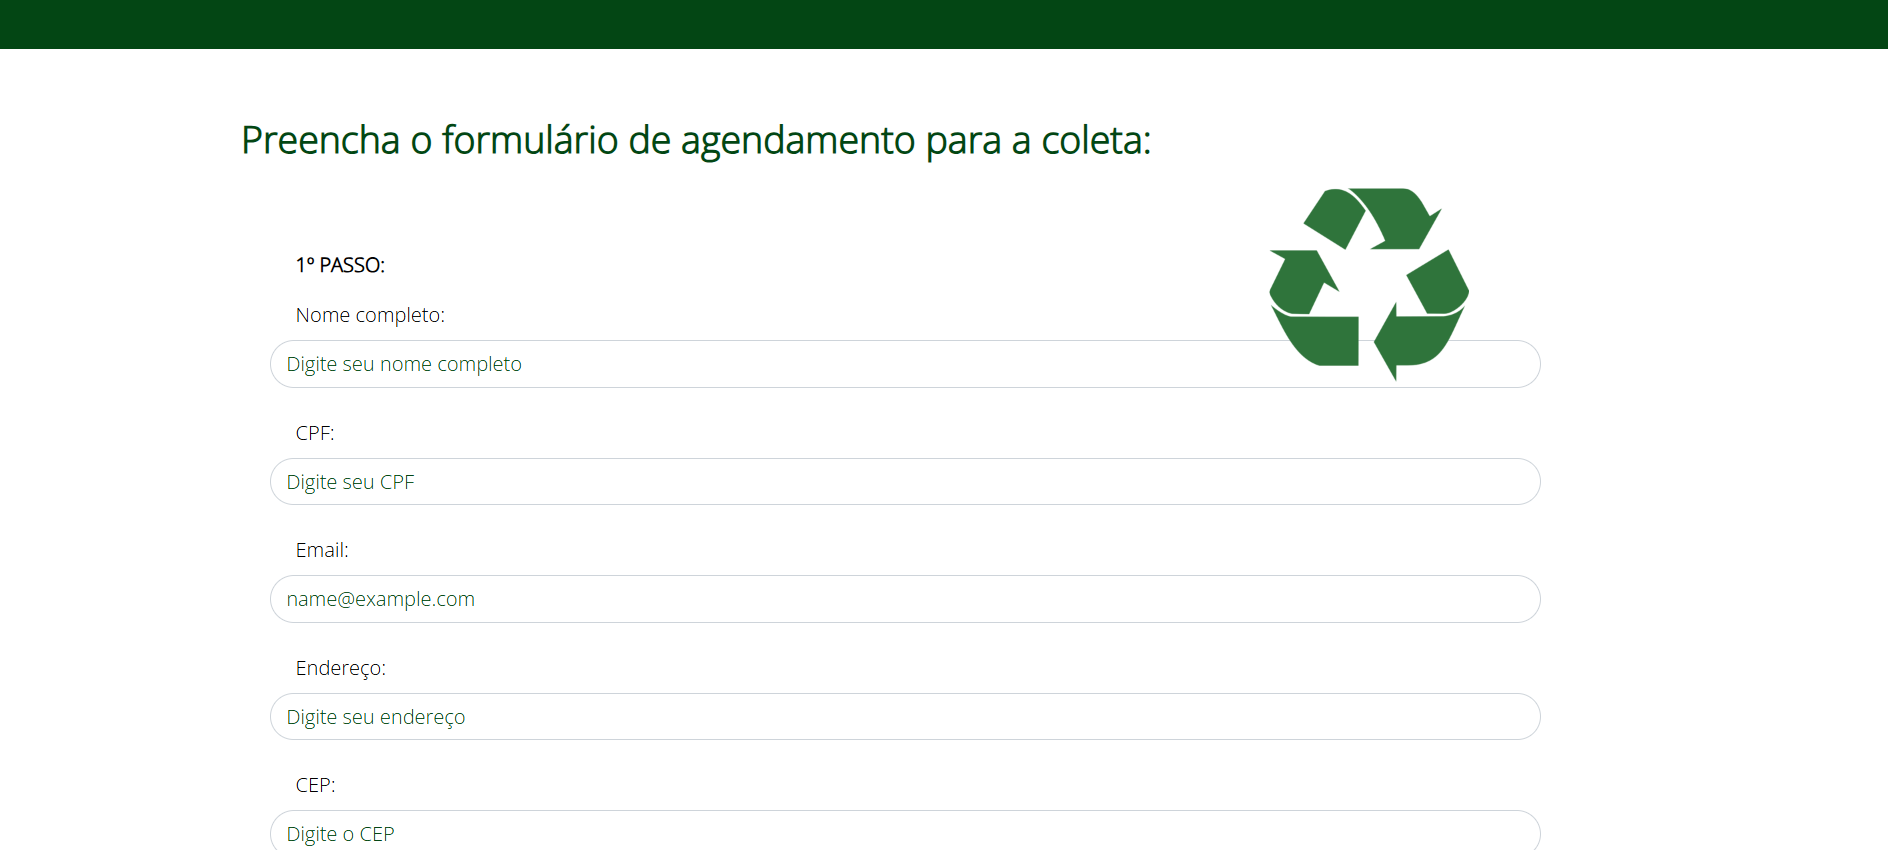 Preencha o formulário de agendamento para a coleta:
1º PASSO:
Nome completo:
Digite seu nome completo
CPF:
Digite seu CPF
Email:
name@example.com
Endereço:
Digite seu endereço
CEP:
Digite o CEP